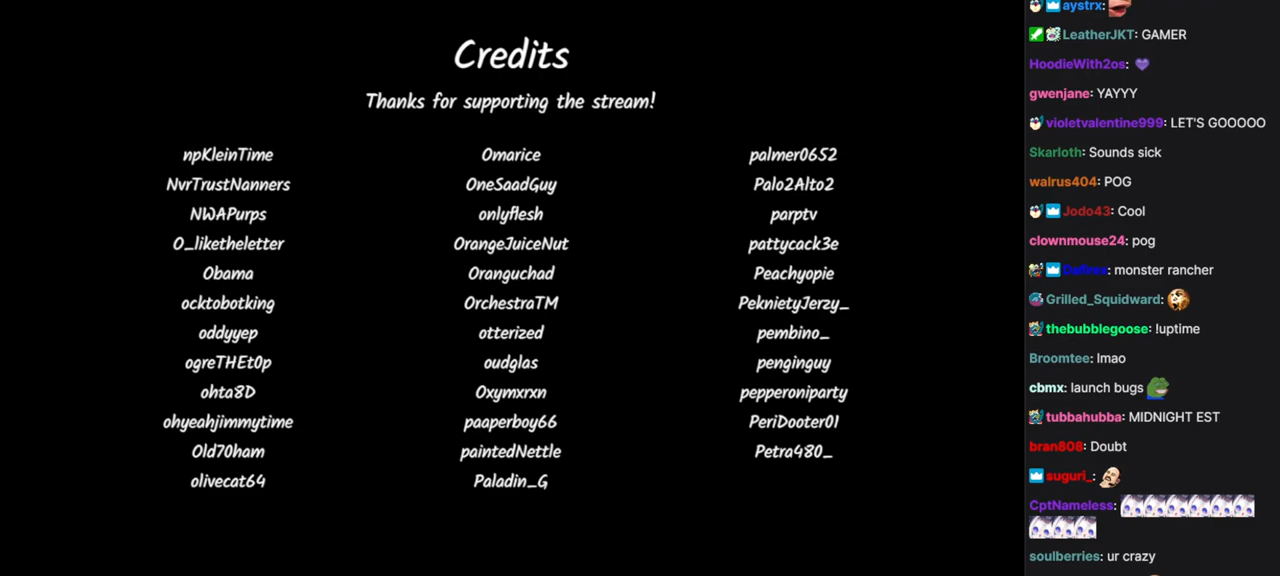 Credits
Thanks for supporting the stream!
npKleinTime
NvrTrustNanners
NWAPurps
O_liketheletter
Obama
ocktobotking
oddyyep
ogreTHEt0p
ohta8D
ohyeahjimmytime
Old70ham
olivecat64
Omarice
OneSaadGuy
onlyflesh
OrangeJuiceNut
Oranguchad
OrchestraTM
otterized
oudglas
Oxymxrxn
paaperboy66
paintedNettle
Paladin_G
palmer0652
Palo2Alto2
parptv
pattycack3e
Peachyopie
PeknietyJerzy_
pembino_
penginguy
pepperoniparty
PeriDooter01
Petra480_
aystrx:
LeatherJKT: GAMER
HoodieWith2os:
gwenjane: YAYYY
violetvalentine999: LET'S GOOOOO
Skarloth: Sounds sick
walrus404: POG
Jodo43: Cool
clownmouse24: pog
monster rancher
Grilled_Squidward:
thebubblegoose: !uptime
Broomtee: lmao
cbmx: launch bugs
tubbahubba: MIDNIGHT EST
bran808: Doubt
suguri_:
CptNameless:
soulberries: ur crazy